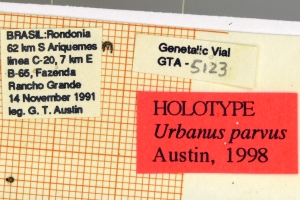 BRASIL:Rondonia
62 km S Ariquemes
linea C-20, 7 km E
B-65, Fazenda
Rancho Grande
14 November 1991
leg. G. T. Austin
Genetalic Vial
GTA - 5123
HOLOTYPE
Urbanus parvus
Austin, 1998